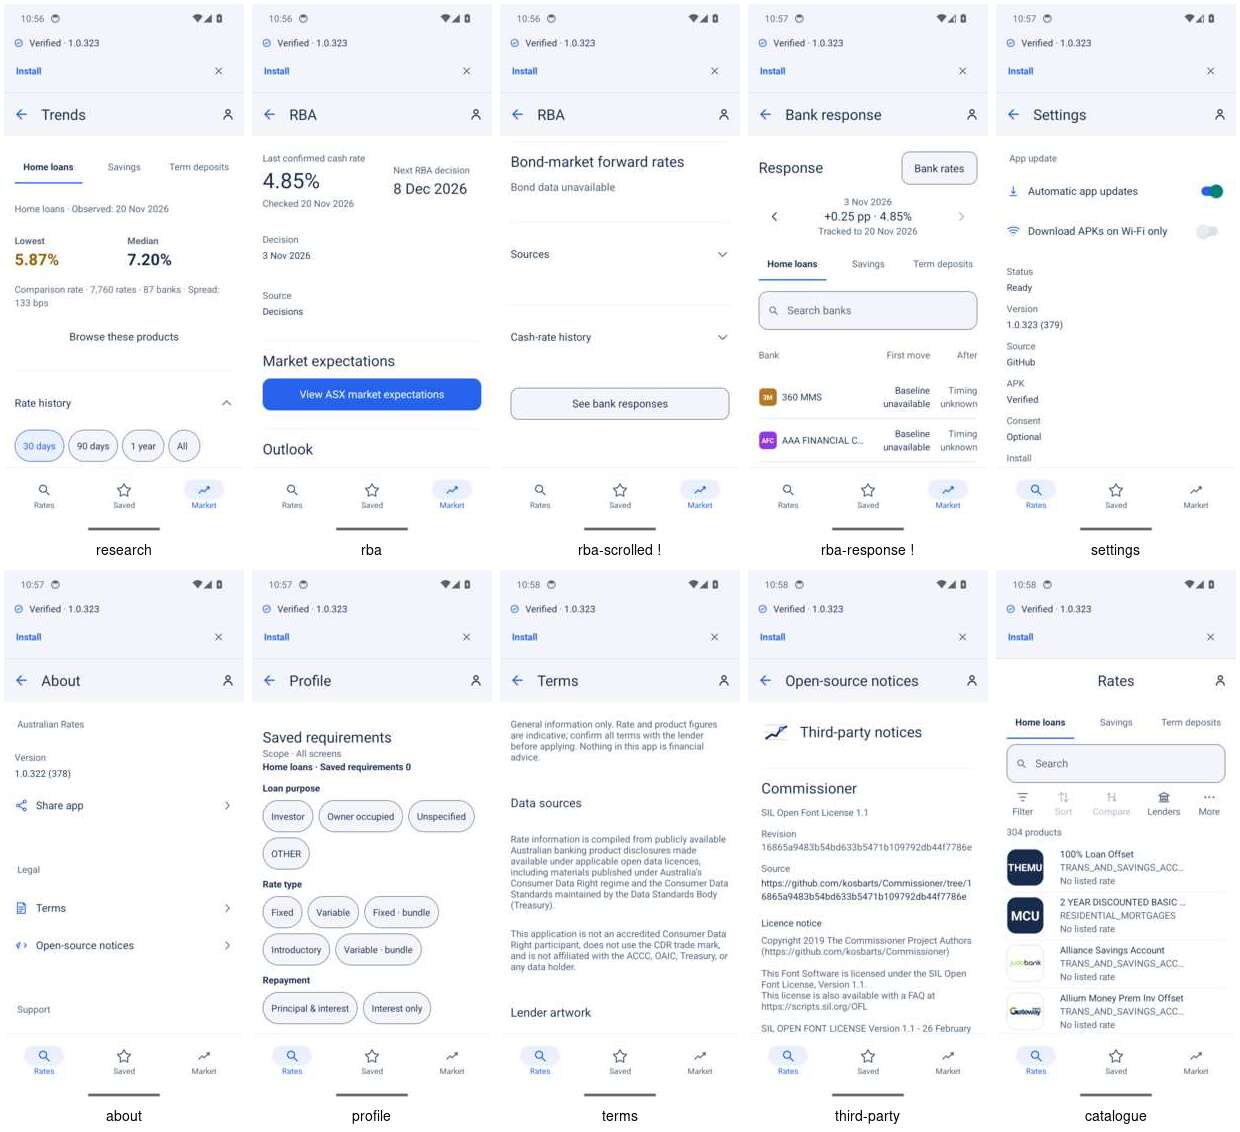 10:56
Verified · 1.0.323
Install
Trends
Home loans
Savings
Term deposits
Home loans · Observed: 20 Nov 2026
Lowest
Median
5.87%
7.20%
Comparison rate · 7,760 rates · 87 banks · Spread:
133 bps
Browse these products
Rate history
30 days
90 days
1 year
All
Rates
Saved
Market
research
10:56
Verified · 1.0.323
Install
RBA
Last confirmed cash rate
4.85%
Checked 20 Nov 2026
Next RBA decision
8 Dec 2026
Decision
3 Nov 2026
Source
Decisions
Market expectations
View ASX market expectations
Outlook
Rates
Saved
Market
rba
10:56
Verified · 1.0.323
Install
RBA
Bond-market forward rates
Bond data unavailable
Sources
Cash-rate history
See bank responses
Rates
Saved
Market
rba-scrolled !
10:57
Verified · 1.0.323
Install
Bank response
Response
Bank rates
3 Nov 2026
+0.25 pp · 4.85%
Tracked to 20 Nov 2026
Home loans
Savings
Term deposits
Search banks
Bank
First move
After
3M
360 MMS
Baseline
unavailable
Timing
unknown
AFC
AAA FINANCIAL C...
Baseline
unavailable
Timing
unknown
Rates
Saved
Market
rba-response !
10:57
Verified · 1.0.323
Install
Settings
App update
Automatic app updates
Download APKs on Wi-Fi only
Status
Ready
Version
1.0.323 (379)
Source
GitHub
APK
Verified
Consent
Optional
Install
Rates
Saved
Market
settings
10:57
Verified · 1.0.323
Install
About
Australian Rates
Version
1.0.322 (378)
Share app
Legal
Terms
Open-source notices
Support
Rates
Saved
Market
about
10:57
Verified · 1.0.323
Install
Profile
Saved requirements
Scope · All screens
Home loans · Saved requirements 0
Loan purpose
Investor
Owner occupied
Unspecified
OTHER
Rate type
Fixed
Variable
Fixed · bundle
Introductory
Variable · bundle
Repayment
Principal & interest
Interest only
Rates
Saved
Market
profile
10:58
Verified · 1.0.323
Install
Terms
General information only. Rate and product figures
are indicative; confirm all terms with the lender
before applying. Nothing in this app is financial
advice.
Data sources
Rate information is compiled from publicly available
Australian banking product disclosures made
available under applicable open data licences,
including materials published under Australia's
Consumer Data Right regime and the Consumer Data
Standards maintained by the Data Standards Body
(Treasury).
This application is not an accredited Consumer Data
Right participant, does not use the CDR trade mark,
and is not affiliated with the ACCC, OAIC, Treasury, or
any data holder.
Lender artwork
Rates
Saved
Market
terms
10:58
Verified · 1.0.323
Install
Open-source notices
Third-party notices
Commissioner
SIL Open Font License 1.1
Revision
16865a9483b54bd633b5471b109792db44f7786e
Source
https://github.com/kosbarts/Commissioner/tree/1
6865a9483b54bd633b5471b109792db44f7786e
Licence notice
Copyright 2019 The Commissioner Project Authors
(https://github.com/kosbarts/Commissioner)
This Font Software is licensed under the SIL Open
Font License, Version 1.1.
This license is also available with a FAQ at
https://scripts.sil.org/OFL
SIL OPEN FONT LICENSE Version 1.1 - 26 February
Rates
Saved
Market
third-party
10:58
Verified · 1.0.323
Install
Rates
Home loans
Savings
Term deposits
Search
Filter
Sort
Compare
Lenders
More
304 products
THEMU
100% Loan Offset
TRANS_AND_SAVINGS_ACC...
No listed rate
MCU
2 YEAR DISCOUNTED BASIC ...
RESIDENTIAL_MORTGAGES
No listed rate
judobank
Alliance Savings Account
TRANS_AND_SAVINGS_ACC...
No listed rate
Gateway
Allium Money Prem Inv Offset
TRANS_AND_SAVINGS_ACC...
No listed rate
Rates
Saved
Market
catalogue